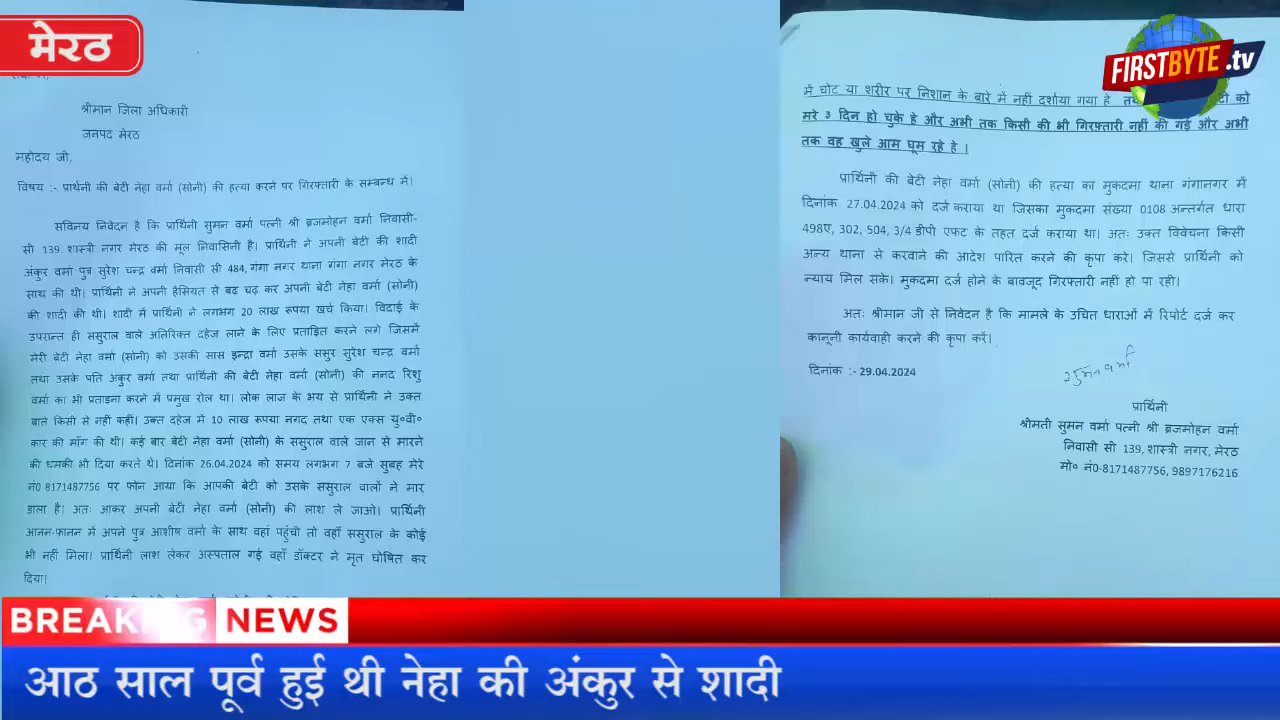 मेरठ
FIRSTBYTE.tv
श्रीमान जिला अधिकारी
जनपद मेरठ
महोदय जी,
विषय :- प्रार्थिनी की बेटी नेहा वर्मा (सोनी) की हत्या करने पर गिरफ्तारी के सम्बन्ध में।
सविनय निवेदन है कि प्रार्थिनी सुमन वर्मा पत्नी श्री ब्रजमोहन वर्मा निवासी-
सी 139, शास्त्री नगर मेरठ की मूल निवासिनी है। प्रार्थिनी ने अपनी बेटी की शादी
अंकुर वर्मा पुत्र सुरेश चन्द्र वर्मा निवासी सी 484, गंगा नगर थाना गंगा नगर मेरठ के
साथ की थी। प्रार्थिनी ने अपनी हैसियत से बढ चढ़ कर अपनी बेटी नेहा वर्मा (सोनी)
की शादी की थी। शादी में प्रार्थिनी ने लगभग 20 लाख रूपया खर्च किया। विदाई के
उपरान्त ही ससुराल वाले अतिरिक्त दहेज लाने के लिए प्रताडित करने लगे जिसमें
मेरी बेटी नेहा वर्मा (सोनी) को उसकी सास इन्द्रा वर्मा उसके ससुर सुरेश चन्द्र वर्मा
तथा उसके पति अंकुर वर्मा तथा प्रार्थिनी की बेटी नेहा वर्मा (सोनी) की ननद रिशु
वर्मा का भी प्रताडना करने में प्रमुख रोल था। लोक लाज के भय से प्रार्थिनी ने उक्त
बाते किसी से नहीं कहीं। उक्त दहेज में 10 लाख रूपया नगद तथा एक एक्स यु०वी०
कार की माँग की थी। कई बार बेटी नेहा वर्मा (सोनी) के ससुराल वाले जान से मारने
की धमकी भी दिया करते थे। दिनांक 26.04.2024 को समय लगभग 7 बजे सुबह मेरे
नं0 8171487756 पर फोन आया कि आपकी बेटी को उसके ससुराल वालों ने मार
डाला है। अतः आकर अपनी बेटी नेहा वर्मा (सोनी) की लाश ले जाओ। प्रार्थिनी
आनन-फानन में अपने पुत्र आशीष वर्मा के साथ वहां पहुंची तो वहाँ ससुराल के कोई
भी नहीं मिला। प्रार्थिनी लाश लेकर अस्पताल गई वहाँ डॉक्टर ने मृत घोषित कर
दिया।
में चोट या शरीर पर निशान के बारे में नहीं दर्शाया गया है को
मरे 3 दिन हो चुके हे और अभी तक किसी की भी गिरफ्तारी नहीं की गई और अभी
तक वह खुले आम घूम रहे हे ।
प्रार्थिनी की बेटी नेहा वर्मा (सोनी) की हत्या का मुकदमा थाना गंगानगर में
दिनांक 27.04.2024 को दर्ज कराया था जिसका मुकदमा संख्या 0108 अन्तर्गत धारा
498ए, 302, 504, 3/4 डीपी एफट के तहत दर्ज कराया था। अतः उक्त विवेचना किसी
अन्य थाना से करवाने की आदेश पारित करने की कृपा करे। जिससे प्रार्थिनी को
न्याय मिल सके। मुकदमा दर्ज होने के बावजूद गिरफ्तारी नहीं हो पा रही।
अतः श्रीमान जी से निवेदन है कि मामले के उचित धाराओं में रिपोर्ट दर्ज कर
कानूनी कार्यवाही करने की कृपा करें।
दिनांक :- 29.04.2024
सुमन वर्मा
प्रार्थिनी
श्रीमती सुमन वर्मा पत्नी श्री ब्रजमोहन वर्मा
निवासी सी 139, शास्त्री नगर, मेरठ
मो० नं0-8171487756, 9897176216
BREAKING NEWS
आठ साल पूर्व हुई थी नेहा की अंकुर से शादी